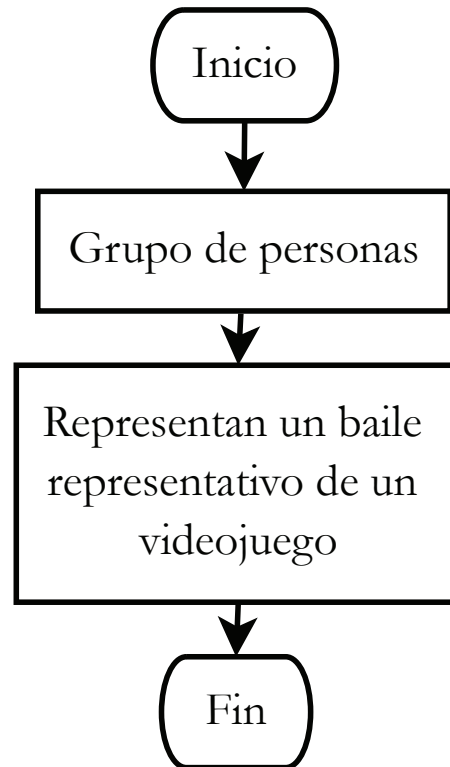 Inicio
Grupo de personas
Representan un baile
representativo de un
videojuego
Fin